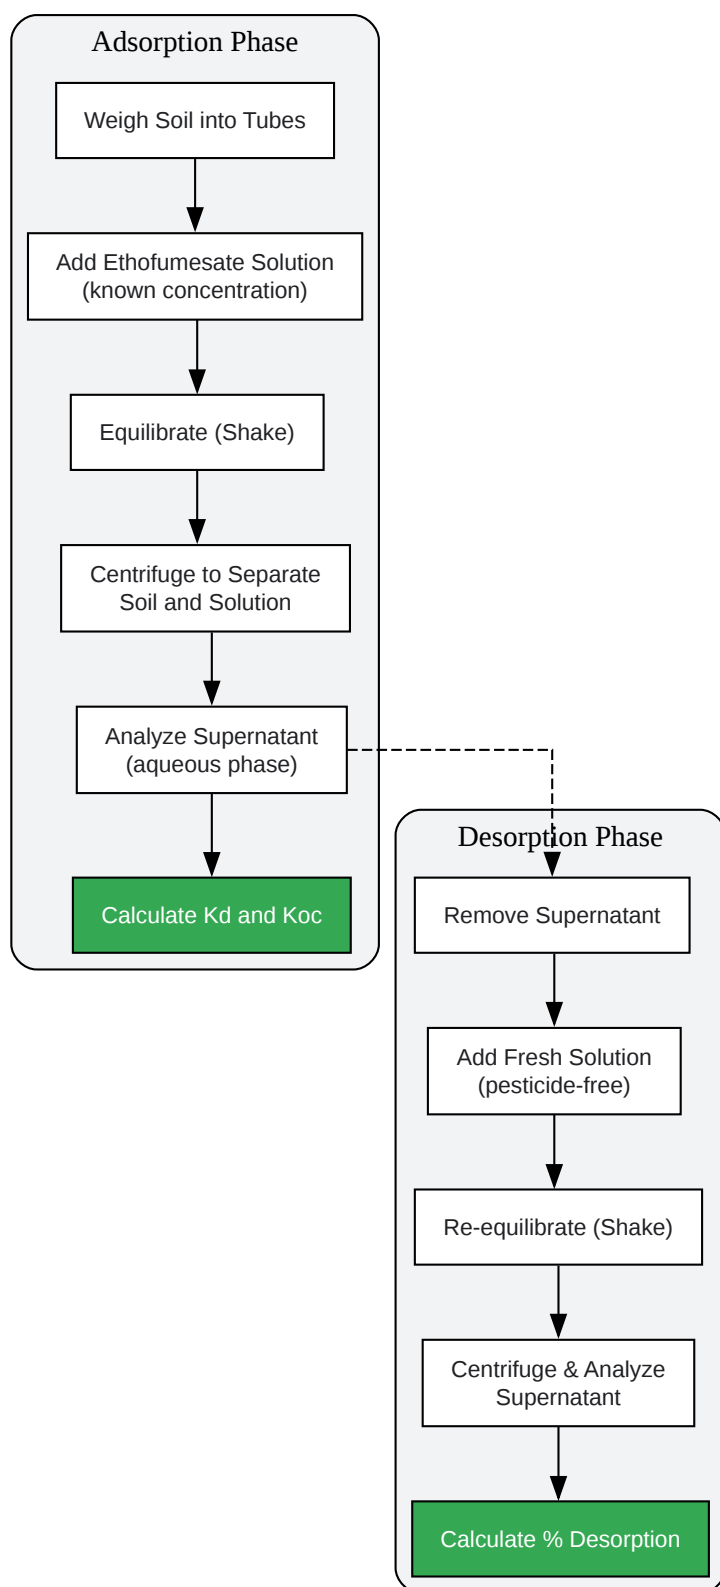 Adsorption Phase
Weigh Soil into Tubes
Add Ethofumesate Solution
(known concentration)
Equilibrate (Shake)
Centrifuge to Separate
Soil and Solution
Analyze Supernatant
(aqueous phase)
Calculate Kd and Koc
Desorption Phase
Remove Supernatant
Add Fresh Solution
(pesticide-free)
Re-equilibrate (Shake)
Centrifuge & Analyze
Supernatant
Calculate % Desorption